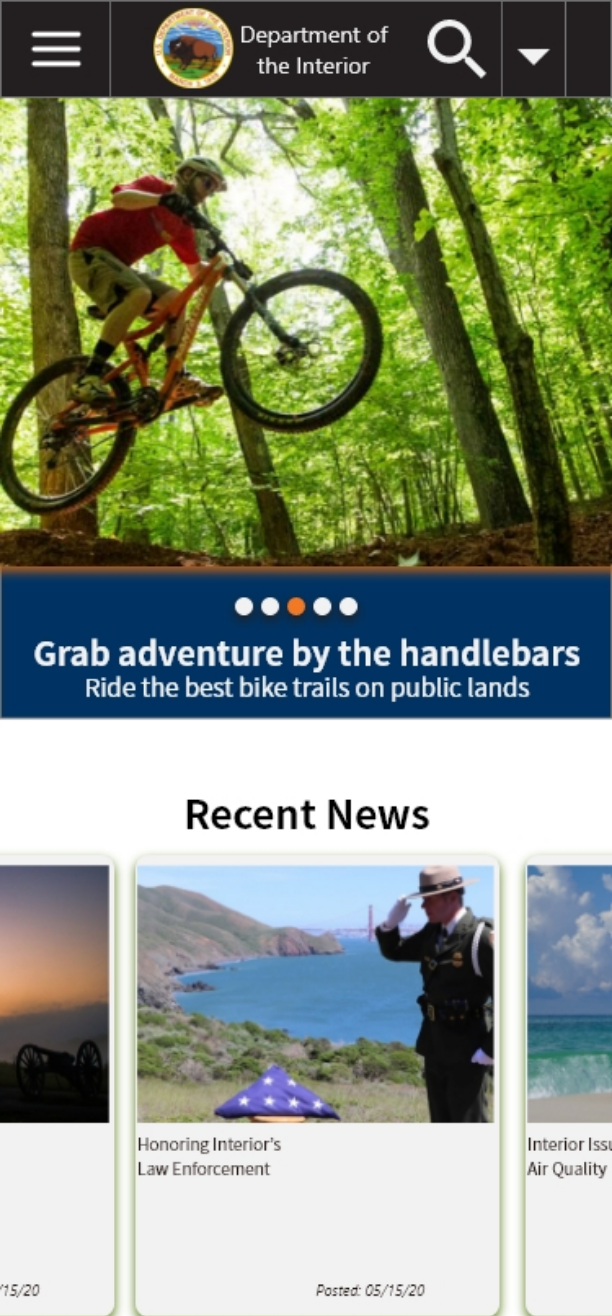 Department of
the Interior
Grab adventure by the handlebars
Ride the best bike trails on public lands
Recent News
Honoring Interior's
Law Enforcement
Interior Issu
Air Quality
/15/20
Posted: 05/15/20